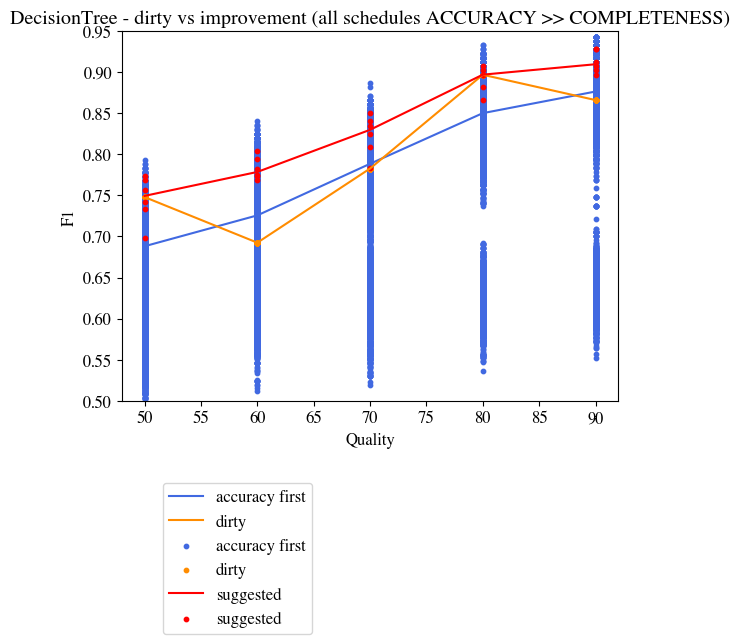 DecisionTree - dirty vs improvement (all schedules ACCURACY >> COMPLETENESS)
0.95
0.90
0.85
0.80
0.75
0.70
0.65
0.60
0.55
0.50
F1
50 55 60 65 70 75 80 85 90
Quality
accuracy first
dirty
accuracy first
dirty
suggested
suggested